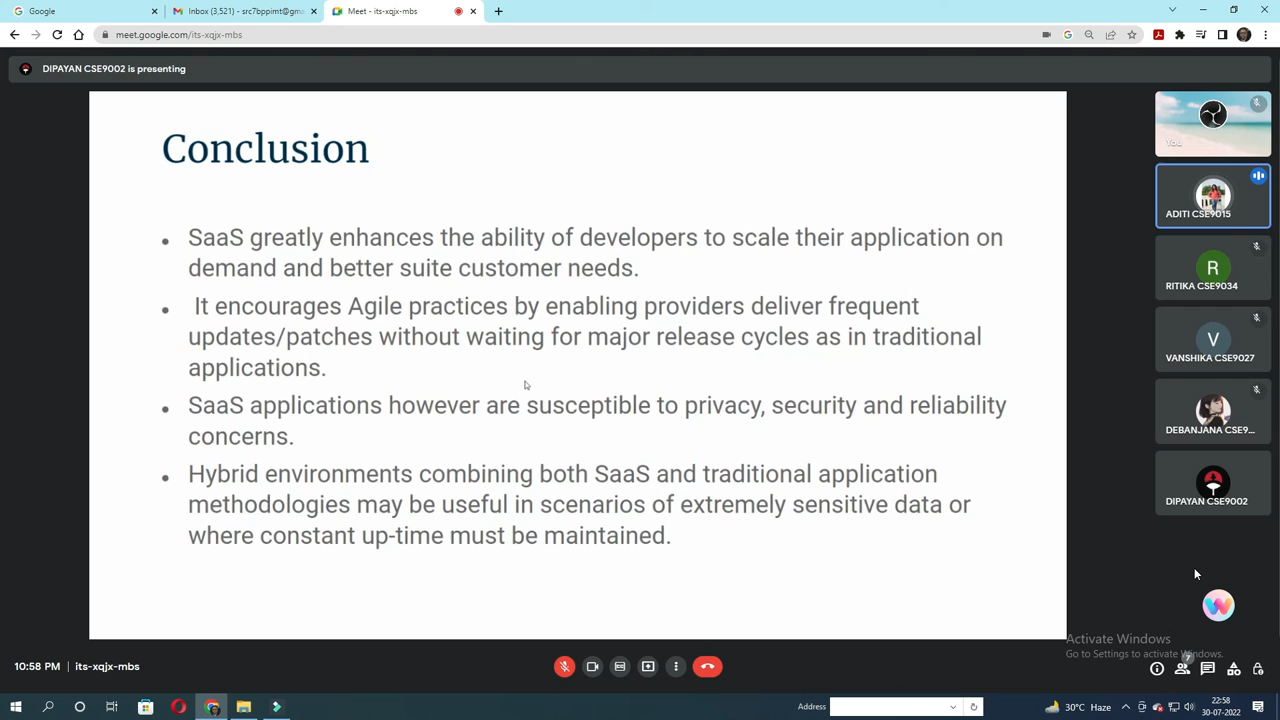 Google
Inbox (3,521) - src7bppimt@gma
Meet - its-xqjx-mbs
meet.google.com/its-xqjx-mbs
DIPAYAN CSE9002 is presenting
Conclusion
SaaS greatly enhances the ability of developers to scale their application on
demand and better suite customer needs.
It encourages Agile practices by enabling providers deliver frequent
updates/patches without waiting for major release cycles as in traditional
applications.
SaaS applications however are susceptible to privacy, security and reliability
concerns.
Hybrid environments combining both SaaS and traditional application
methodologies may be useful in scenarios of extremely sensitive data or
where constant up-time must be maintained.
You
ADITI CSE9015
R
RITIKA CSE9034
V
VANSHIKA CSE9027
DEBANJANA CSE9...
DIPAYAN CSE9002
Activate Windows
Go to Settings to activate Windows.
7
10:58 PM | its-xqjx-mbs
Address
30°C Haze
22:58
30-07-2022